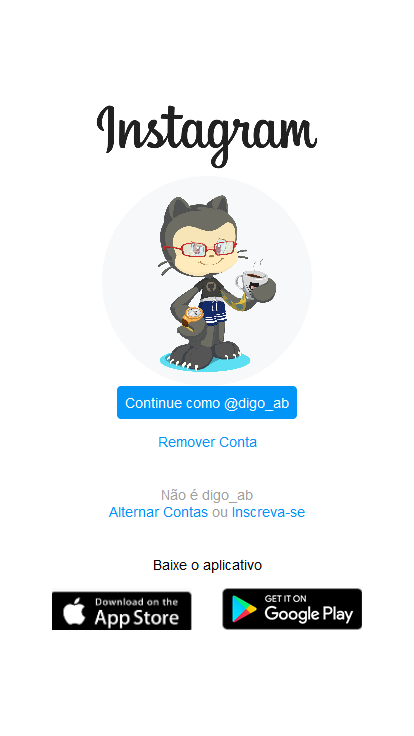 Instagram
Continue como @digo_ab
Remover Conta
Não é digo_ab
Alternar Contas ou Inscreva-se
Baixe o aplicativo
Download on the
App Store
GET IT ON
Google Play